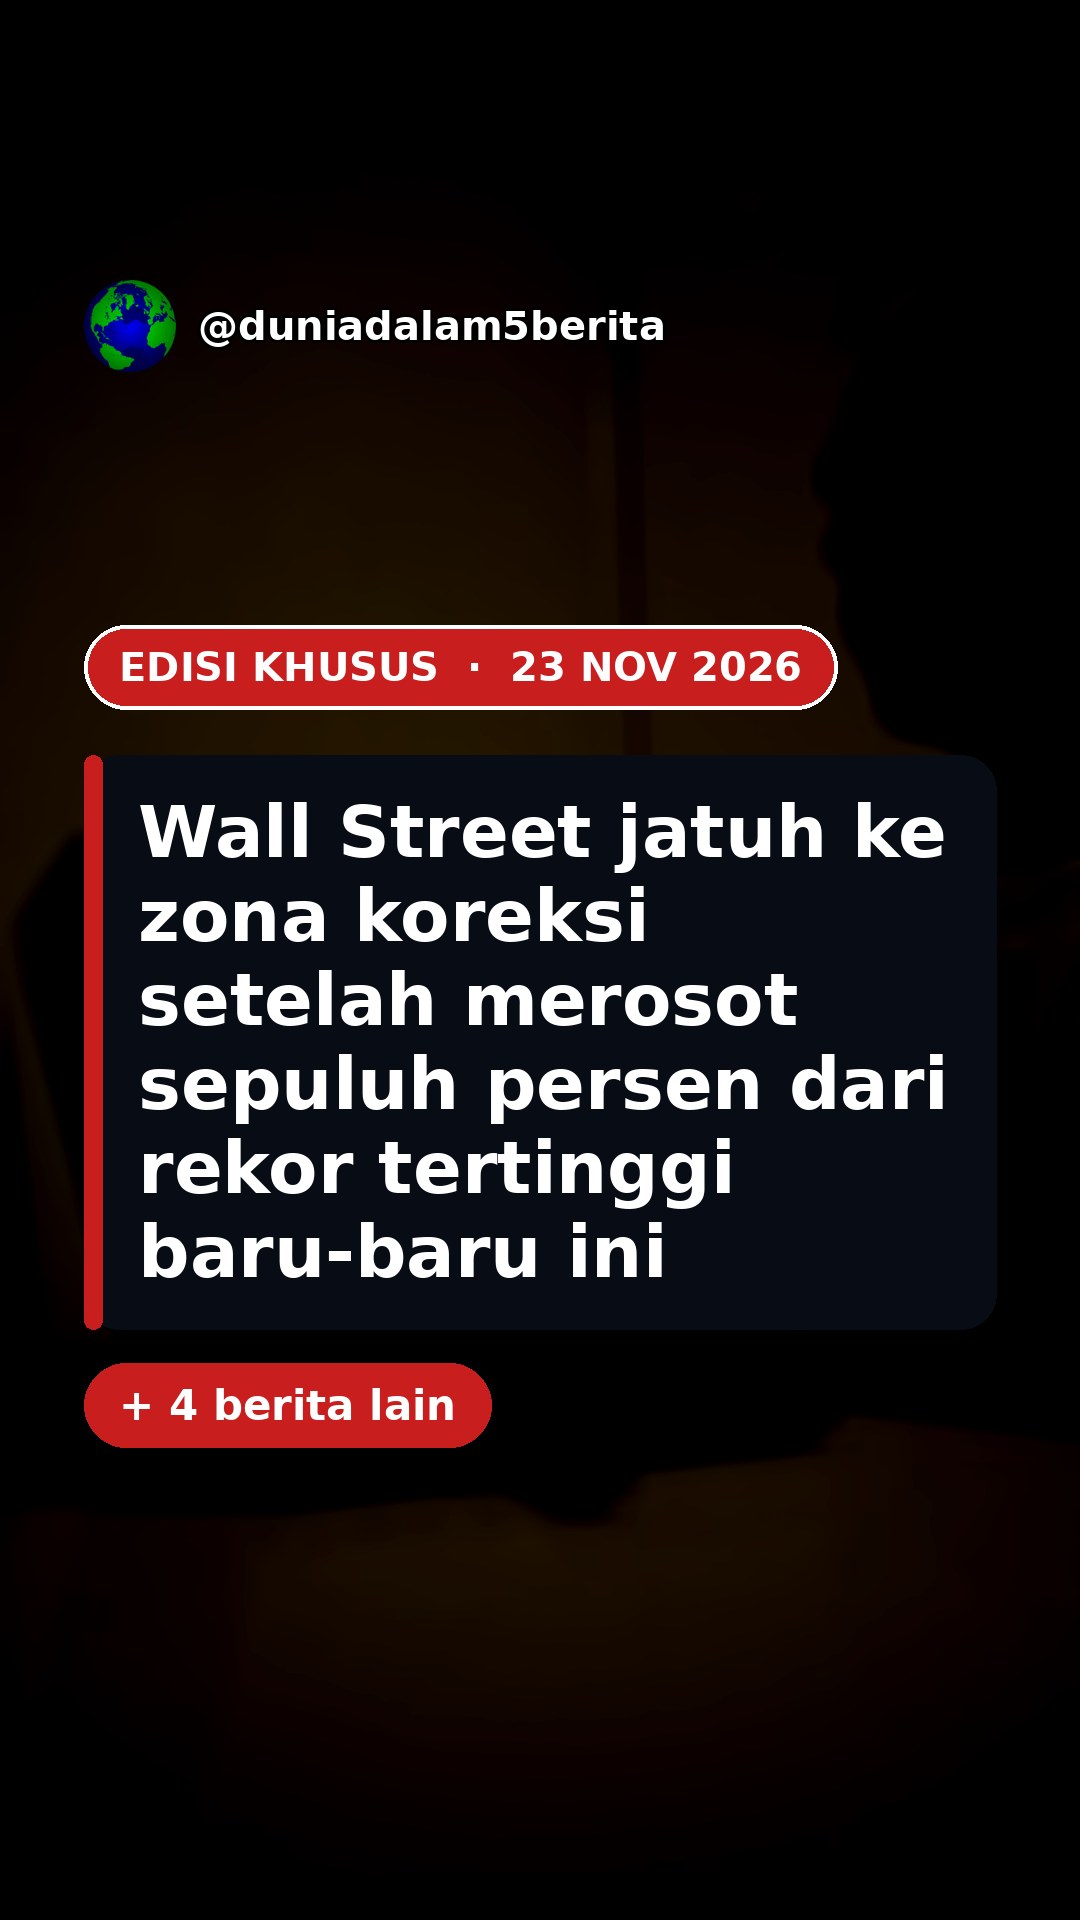 @duniadalam5berita
EDISI KHUSUS · 23 NOV 2026
Wall Street jatuh ke
zona koreksi
setelah merosot
sepuluh persen dari
rekor tertinggi
baru-baru ini
+ 4 berita lain